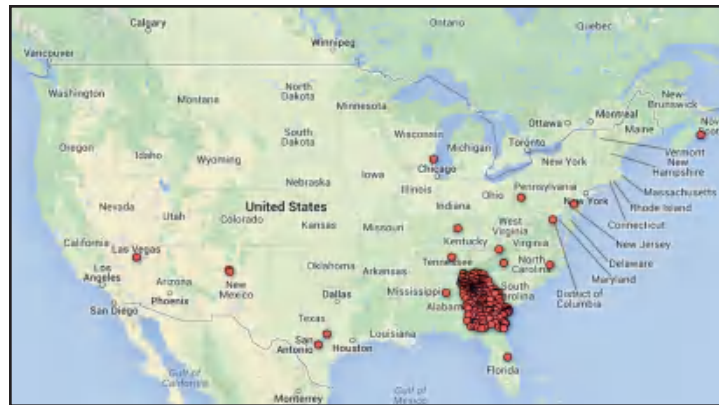 Calgary
Ontario
Quebec
Vancouver
Winnipeg
Washington
Montana
North
Dakota
Minnesota
Ottawa
Montreal
New
Brunswick
Maine
Oregon
Idaho
Wyoming
South
Dakota
Wisconsin
Michigan
Toronto
Vermont
New
Hampshire
New York
Massachusetts
Rhode Island
Connecticut
New Jersey
Delaware
Maryland
District of
Columbia
Nebraska
Iowa
Chicago
Illinois
Indiana
Ohio
Pennsylvania
New York
Nevada
Utah
Colorado
United States
Kansas
Missouri
West
Virginia
Kentucky
Virginia
California
Las Vegas
Los
Angeles
San Diego
Arizona
Phoenix
New
Mexico
Oklahoma
Arkansas
Tennessee
North
Carolina
South
Mississippi
Dallas
Texas
San
Antonio
Houston
Louisiana
Florida
Gulf of
California
Monterrey
Gulf of
Mexico